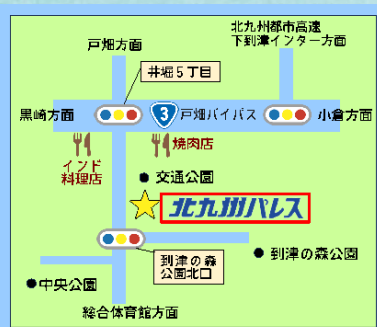 北九州都市高速
下到津インター方面
戸畑方面
井堀5丁目
黒崎方面
3
戸畑バイパス
小倉方面
焼肉店
インド
料理店
交通公園
北九州パレス
到津の森
公園北口
到津の森公園
中央公園
総合体育館方面